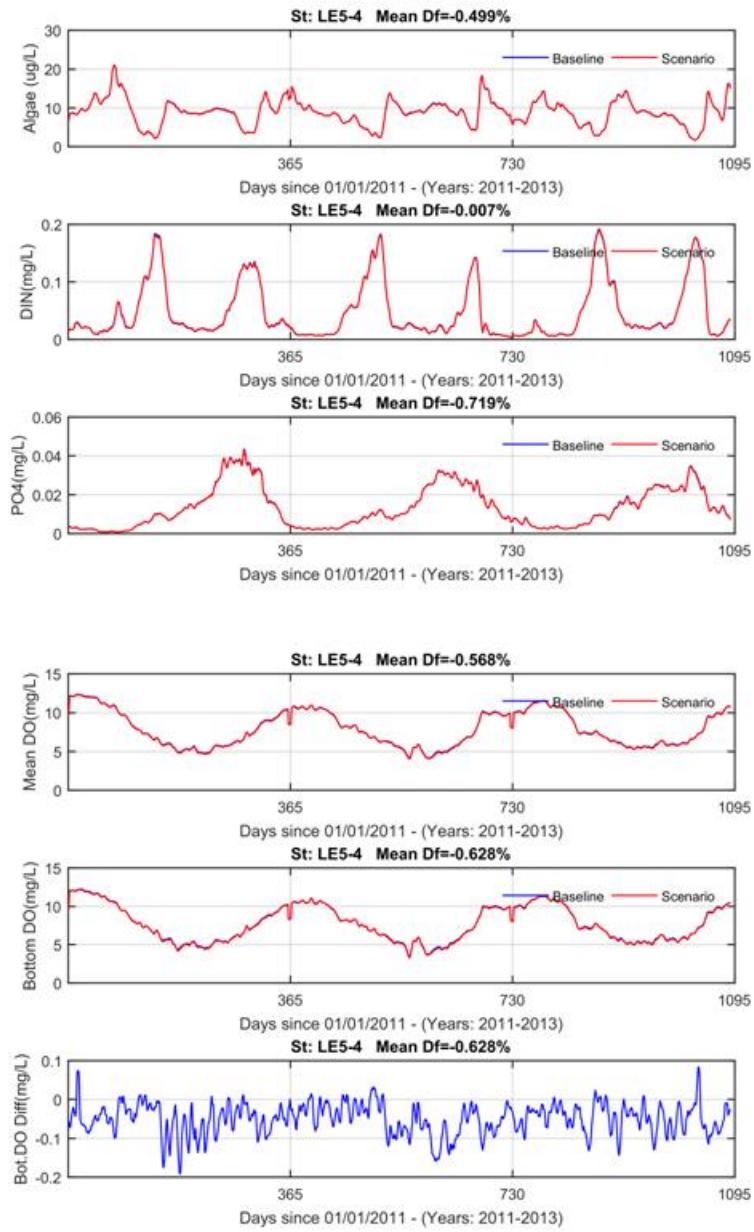 St: LE5-4 Mean Df=-0.499%
30
20
10
0
Algae (ug/L)
Baseline Scenario
365 730 1095
Days since 01/01/2011 - (Years: 2011-2013)
St: LE5-4 Mean Df=-0.007%
0.2
0.1
0
DIN(mg/L)
Baseline Scenario
365 730 1095
Days since 01/01/2011 - (Years: 2011-2013)
St: LE5-4 Mean Df=-0.719%
0.06
0.04
0.02
0
PO4(mg/L)
Baseline Scenario
365 730 1095
Days since 01/01/2011 - (Years: 2011-2013)
St: LE5-4 Mean Df=-0.568%
15
10
5
0
Mean DO(mg/L)
Baseline Scenario
365 730 1095
Days since 01/01/2011 - (Years: 2011-2013)
St: LE5-4 Mean Df=-0.628%
15
10
5
0
Bottom DO(mg/L)
Baseline Scenario
365 730 1095
Days since 01/01/2011 - (Years: 2011-2013)
St: LE5-4 Mean Df=-0.628%
0.1
0
-0.1
-0.2
Bot.DO Diff(mg/L)
365 730 1095
Days since 01/01/2011 - (Years: 2011-2013)